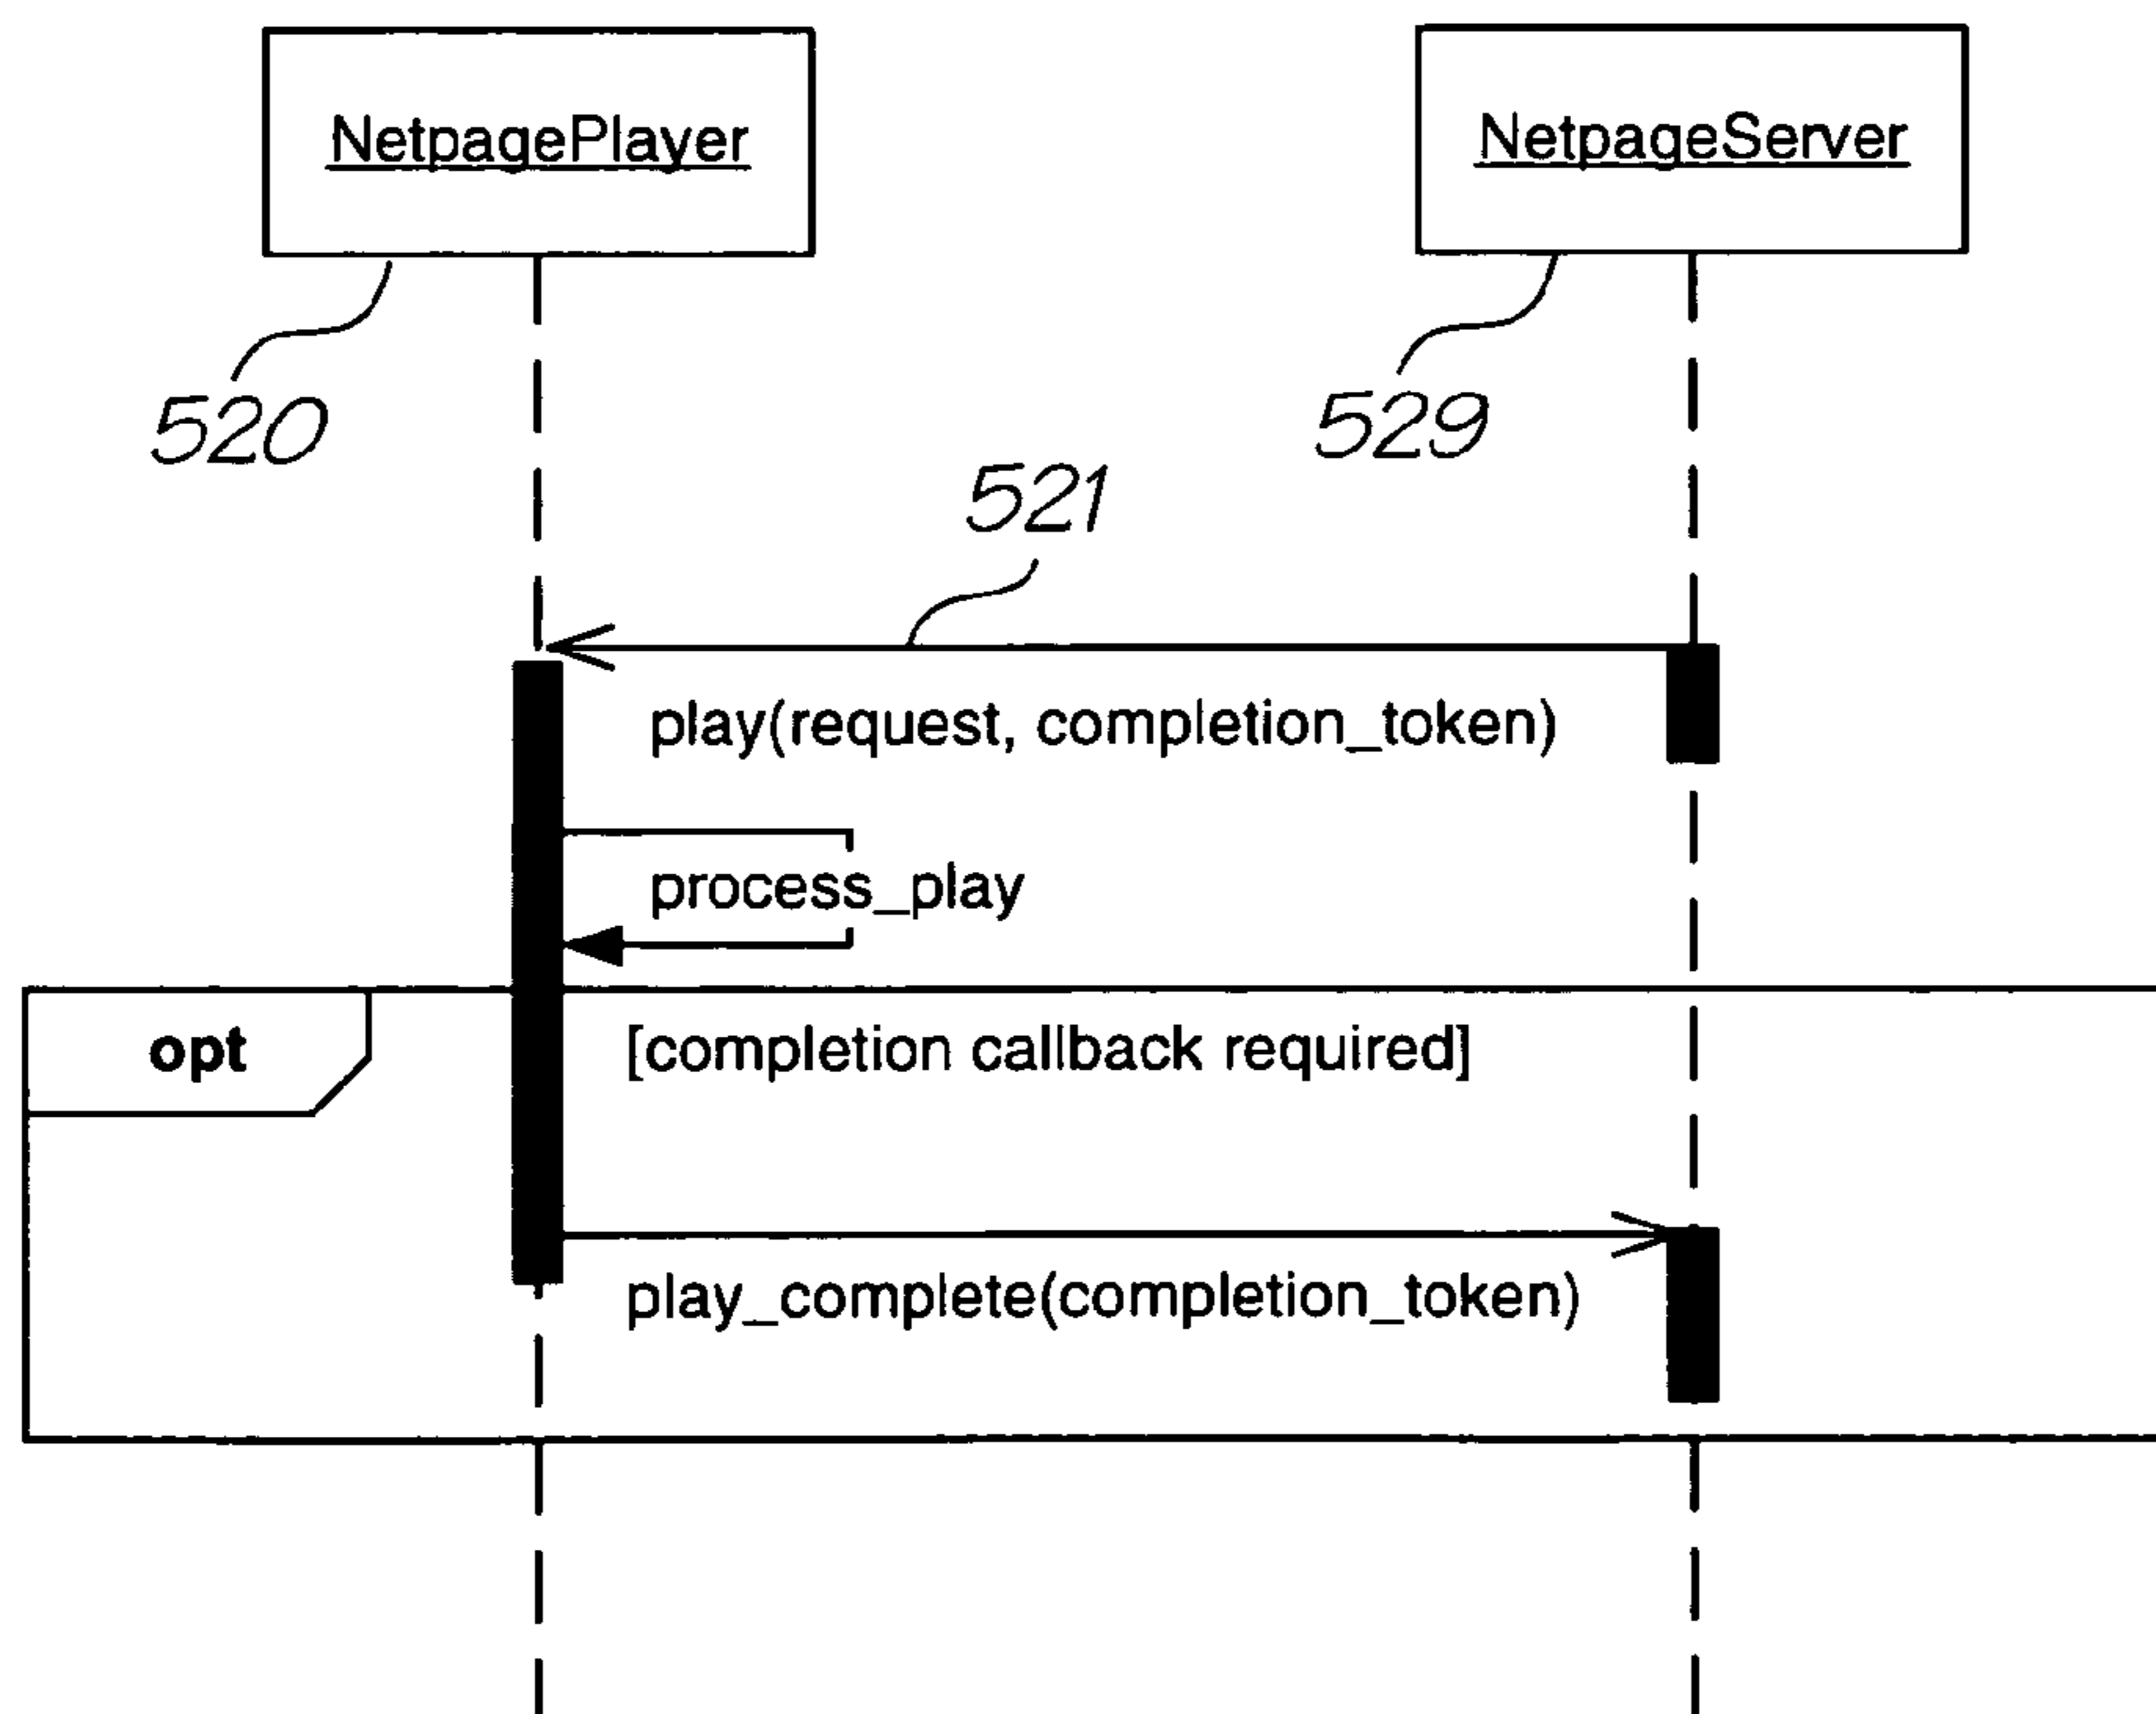 NetpagePlayer
NetpageServer
520
529
521
play(request, completion_token)
process_play
opt
[completion callback required]
play_complete(completion_token)